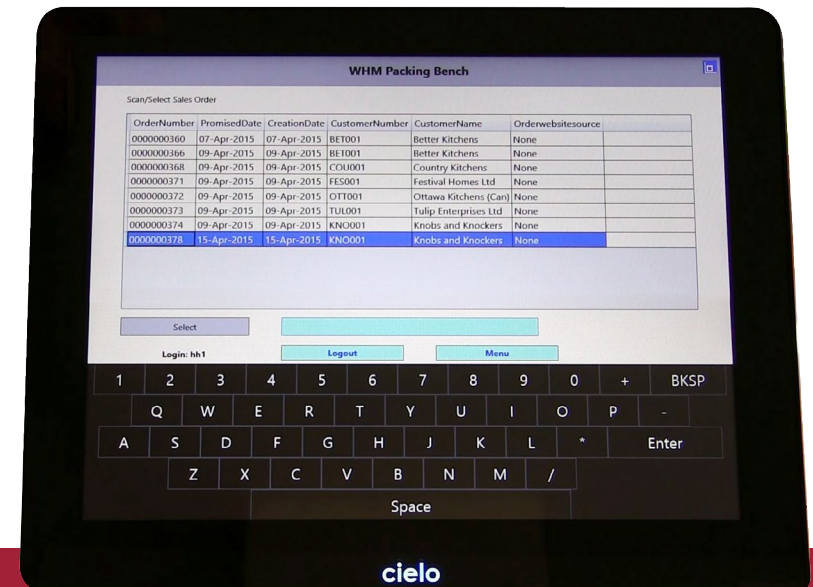 WHM Packing Bench
Scan/Select Sales Order
OrderNumber PromisedDate CreationDate CustomerNumber CustomerName Orderwebsitesource
0000000360 07-Apr-2015 07-Apr-2015 BET001 Better Kitchens None
0000000366 09-Apr-2015 09-Apr-2015 BET001 Better Kitchens None
0000000368 09-Apr-2015 09-Apr-2015 COU001 Country Kitchens None
0000000371 09-Apr-2015 09-Apr-2015 FES001 Festival Homes Ltd None
0000000372 09-Apr-2015 09-Apr-2015 OTT001 Ottawa Kitchens (Can) None
0000000373 09-Apr-2015 09-Apr-2015 TUL001 Tulip Enterprises Ltd None
0000000374 09-Apr-2015 09-Apr-2015 KNO001 Knobs and Knockers None
0000000378 15-Apr-2015 15-Apr-2015 KNO001 Knobs and Knockers None
Select
Login: hh1 Logout Menu
1 2 3 4 5 6 7 8 9 0 + BKSP
Q W E R T Y U I O P -
A S D F G H J K L * Enter
Z X C V B N M /
Space
cielo